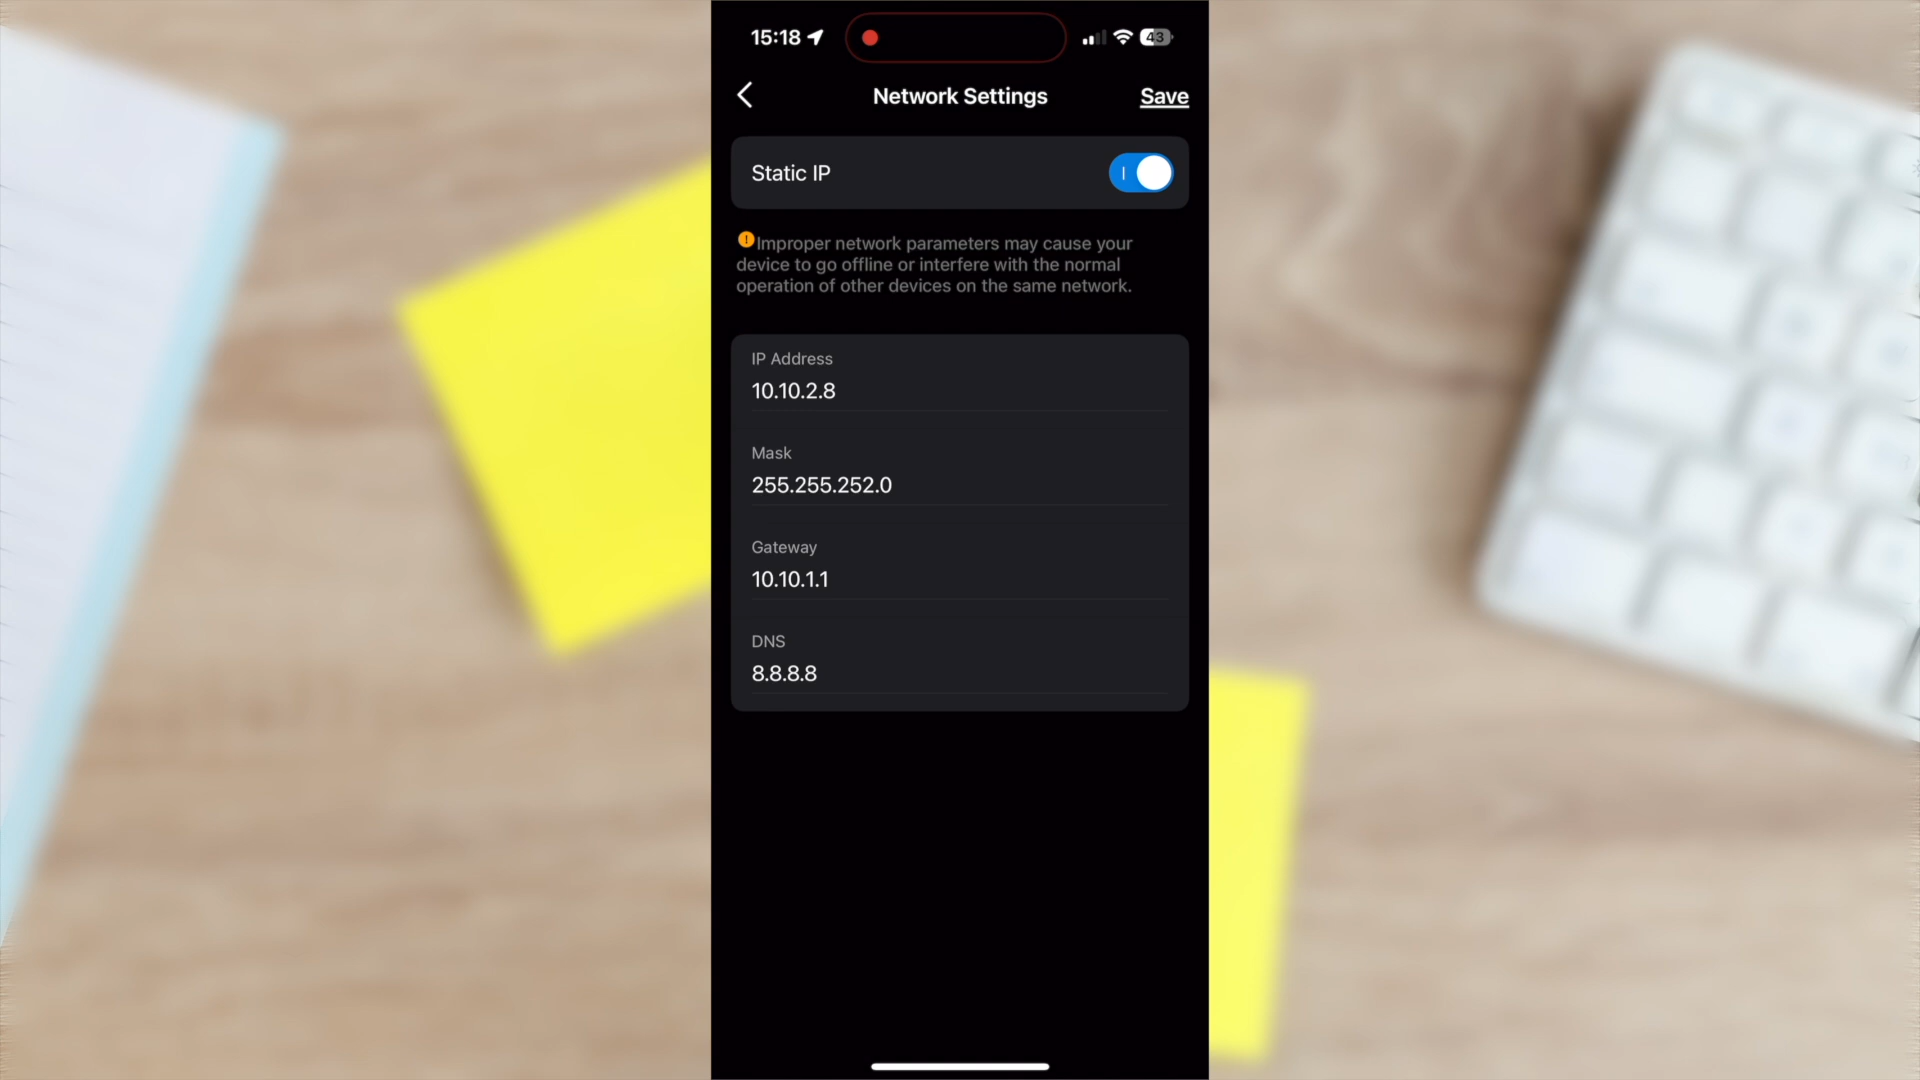 15:18
43
Network Settings
Save
Static IP
Improper network parameters may cause your
device to go offline or interfere with the normal
operation of other devices on the same network.
IP Address
10.10.2.8
Mask
255.255.252.0
Gateway
10.10.1.1
DNS
8.8.8.8